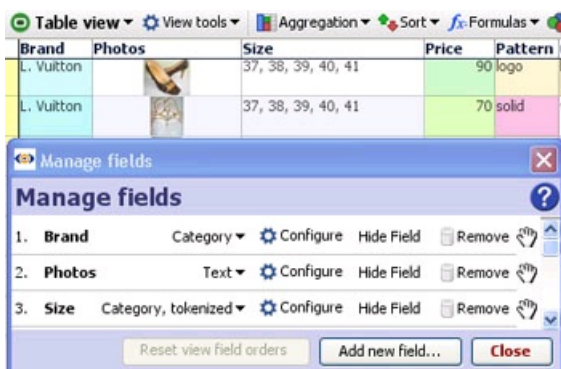 Table view View tools Aggregation Sort fx Formulas
Brand Photos Size Price Pattern
L. Vuitton 37, 38, 39, 40, 41 90 logo
L. Vuitton 37, 38, 39, 40, 41 70 solid
Manage fields
Manage fields ?
1. Brand Category Configure Hide Field Remove
2. Photos Text Configure Hide Field Remove
3. Size Category, tokenized Configure Hide Field Remove
Reset view field orders Add new field... Close